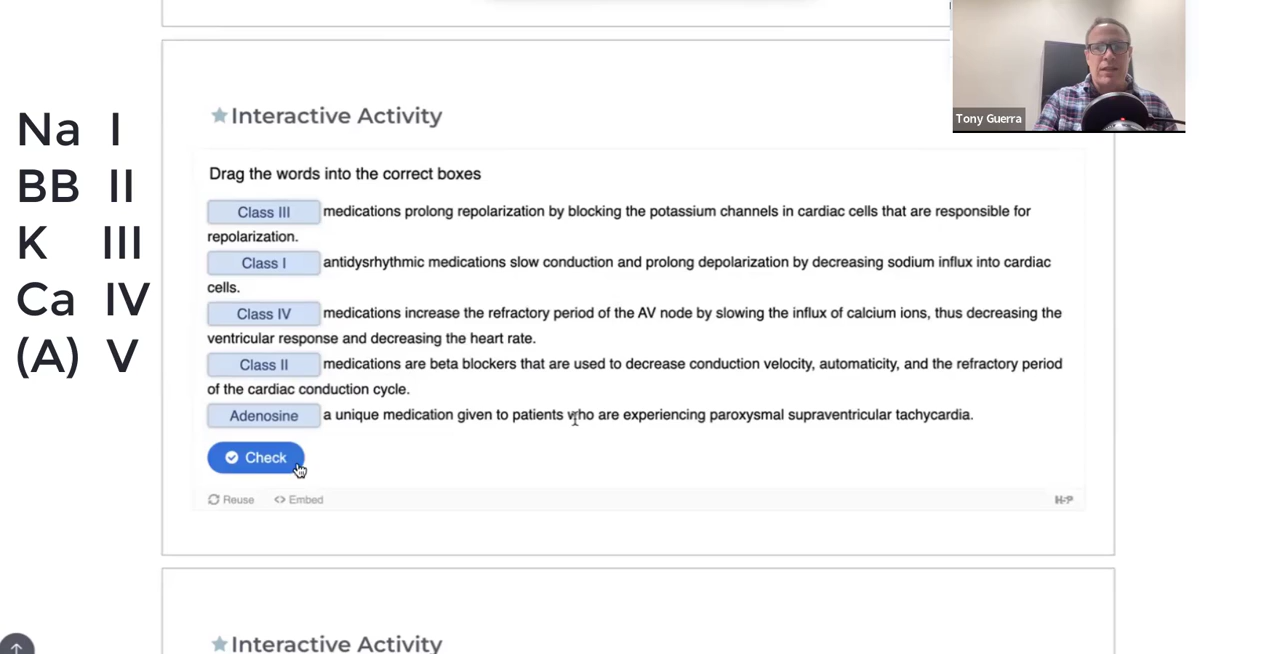 Na I
BB II
K III
Ca IV
(A) V
Interactive Activity
Tony Guerra
Drag the words into the correct boxes
Class III medications prolong repolarization by blocking the potassium channels in cardiac cells that are responsible for
repolarization.
Class I antidysrhythmic medications slow conduction and prolong depolarization by decreasing sodium influx into cardiac
cells.
Class IV medications increase the refractory period of the AV node by slowing the influx of calcium ions, thus decreasing the
ventricular response and decreasing the heart rate.
Class II medications are beta blockers that are used to decrease conduction velocity, automaticity, and the refractory period
of the cardiac conduction cycle.
Adenosine a unique medication given to patients who are experiencing paroxysmal supraventricular tachycardia.
Check
Reuse <> Embed
H-P
Interactive Activity